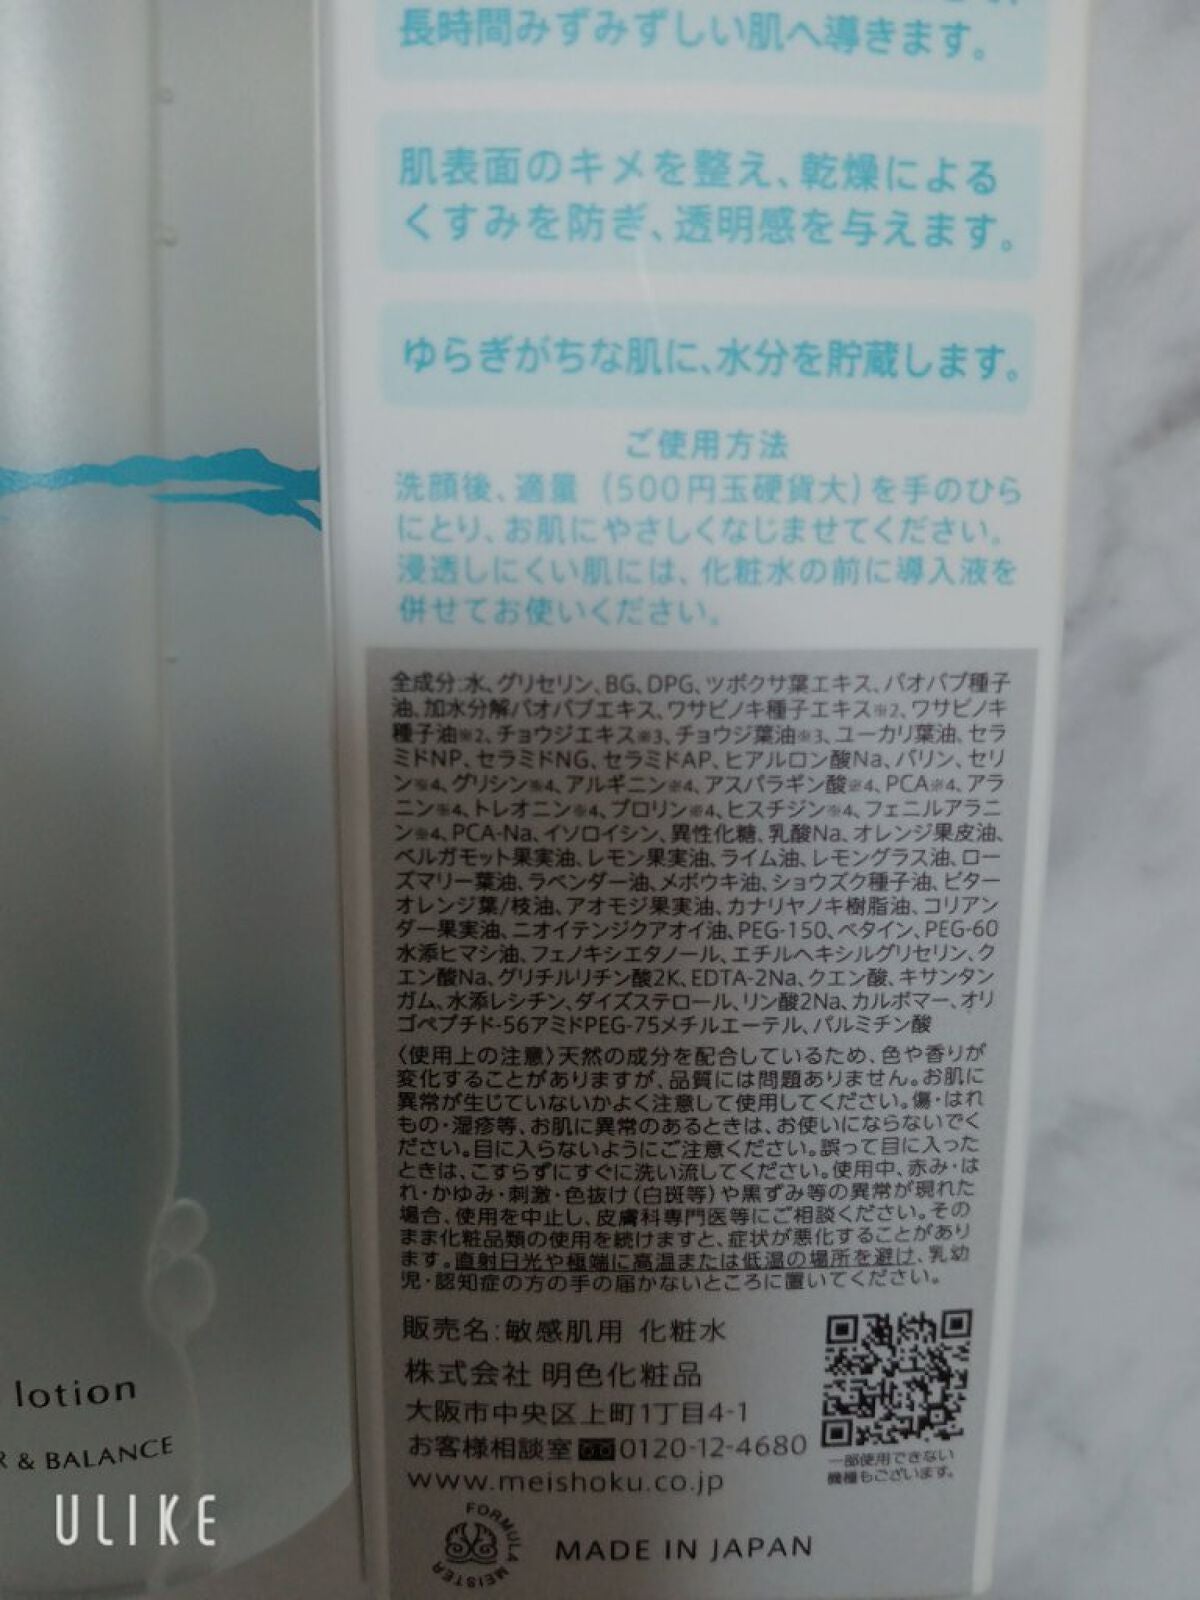 長時間みずみずしい肌へ導きます。
肌表面のキメを整え、乾燥による
くすみを防ぎ、透明感を与えます。
ゆらぎがちな肌に、水分を貯蔵します。
ご使用方法
洗顔後、適量（500円玉硬貨大）を手のひら
にとり、お肌にやさしくなじませてください。
浸透しにくい肌には、化粧水の前に導入液を
併せてお使いください。
全成分:水、グリセリン、BG、DPG、ツボクサ葉エキス、バオバブ種子
油、加水分解バオバブエキス、ワサビノキ種子エキス※2、ワサビノキ
種子油※2、チョウジエキス※3、チョウジ葉油※3、ユーカリ葉油、セラ
ミドNP、セラミドNG、セラミドAP、ヒアルロン酸Na、バリン、セリ
ン※4、グリシン※4、アルギニン※4、アスパラギン酸※4、PCA※4、アラ
ニン※4、トレオニン※4、プロリン※4、ヒスチジン※4、フェニルアラニ
ン※4、PCA-Na、イソロイシン、異性化糖、乳酸Na、オレンジ果皮油、
ベルガモット果実油、レモン果実油、ライム油、レモングラス油、ロー
ズマリー葉油、ラベンダー油、メボウキ油、ショウズク種子油、ビター
オレンジ葉/枝油、アオモジ果実油、カナリヤノキ樹脂油、コリアン
ダー果実油、ニオイテンジクアオイ油、PEG-150、ベタイン、PEG-60
水添ヒマシ油、フェノキシエタノール、エチルヘキシルグリセリン、ク
エン酸Na、グリチルリチン酸2K、EDTA-2Na、クエン酸、キサンタン
ガム、水添レシチン、ダイズステロール、リン酸2Na、カルボマー、オリ
ゴペプチド-56アミドPEG-75メチルエーテル、パルミチン酸
〈使用上の注意〉天然の成分を配合しているため、色や香りが
変化することがありますが、品質には問題ありません。お肌に
異常が生じていないかよく注意して使用してください。傷・はれ
もの・湿疹等、お肌に異常のあるときは、お使いにならないでく
ださい。目に入らないようにご注意ください。誤って目に入った
ときは、こすらずにすぐに洗い流してください。使用中、赤み・は
れ・かゆみ・刺激・色抜け（白斑等）や黒ずみ等の異常が現れた
場合、使用を中止し、皮膚科専門医等にご相談ください。その
まま化粧品類の使用を続けますと、症状が悪化することがあり
ます。直射日光や極端に高温または低温の場所を避け、乳幼
児・認知症の方の手の届かないところに置いてください。
販売名:敏感肌用 化粧水
株式会社 明色化粧品
大阪市中央区上町1丁目4-1
お客様相談室 0120-12-4680
www.meishoku.co.jp
一部使用できない
機種もございます。
FORMULA MEISTER
MADE IN JAPAN
lotion
R & BALANCE
ULIKE